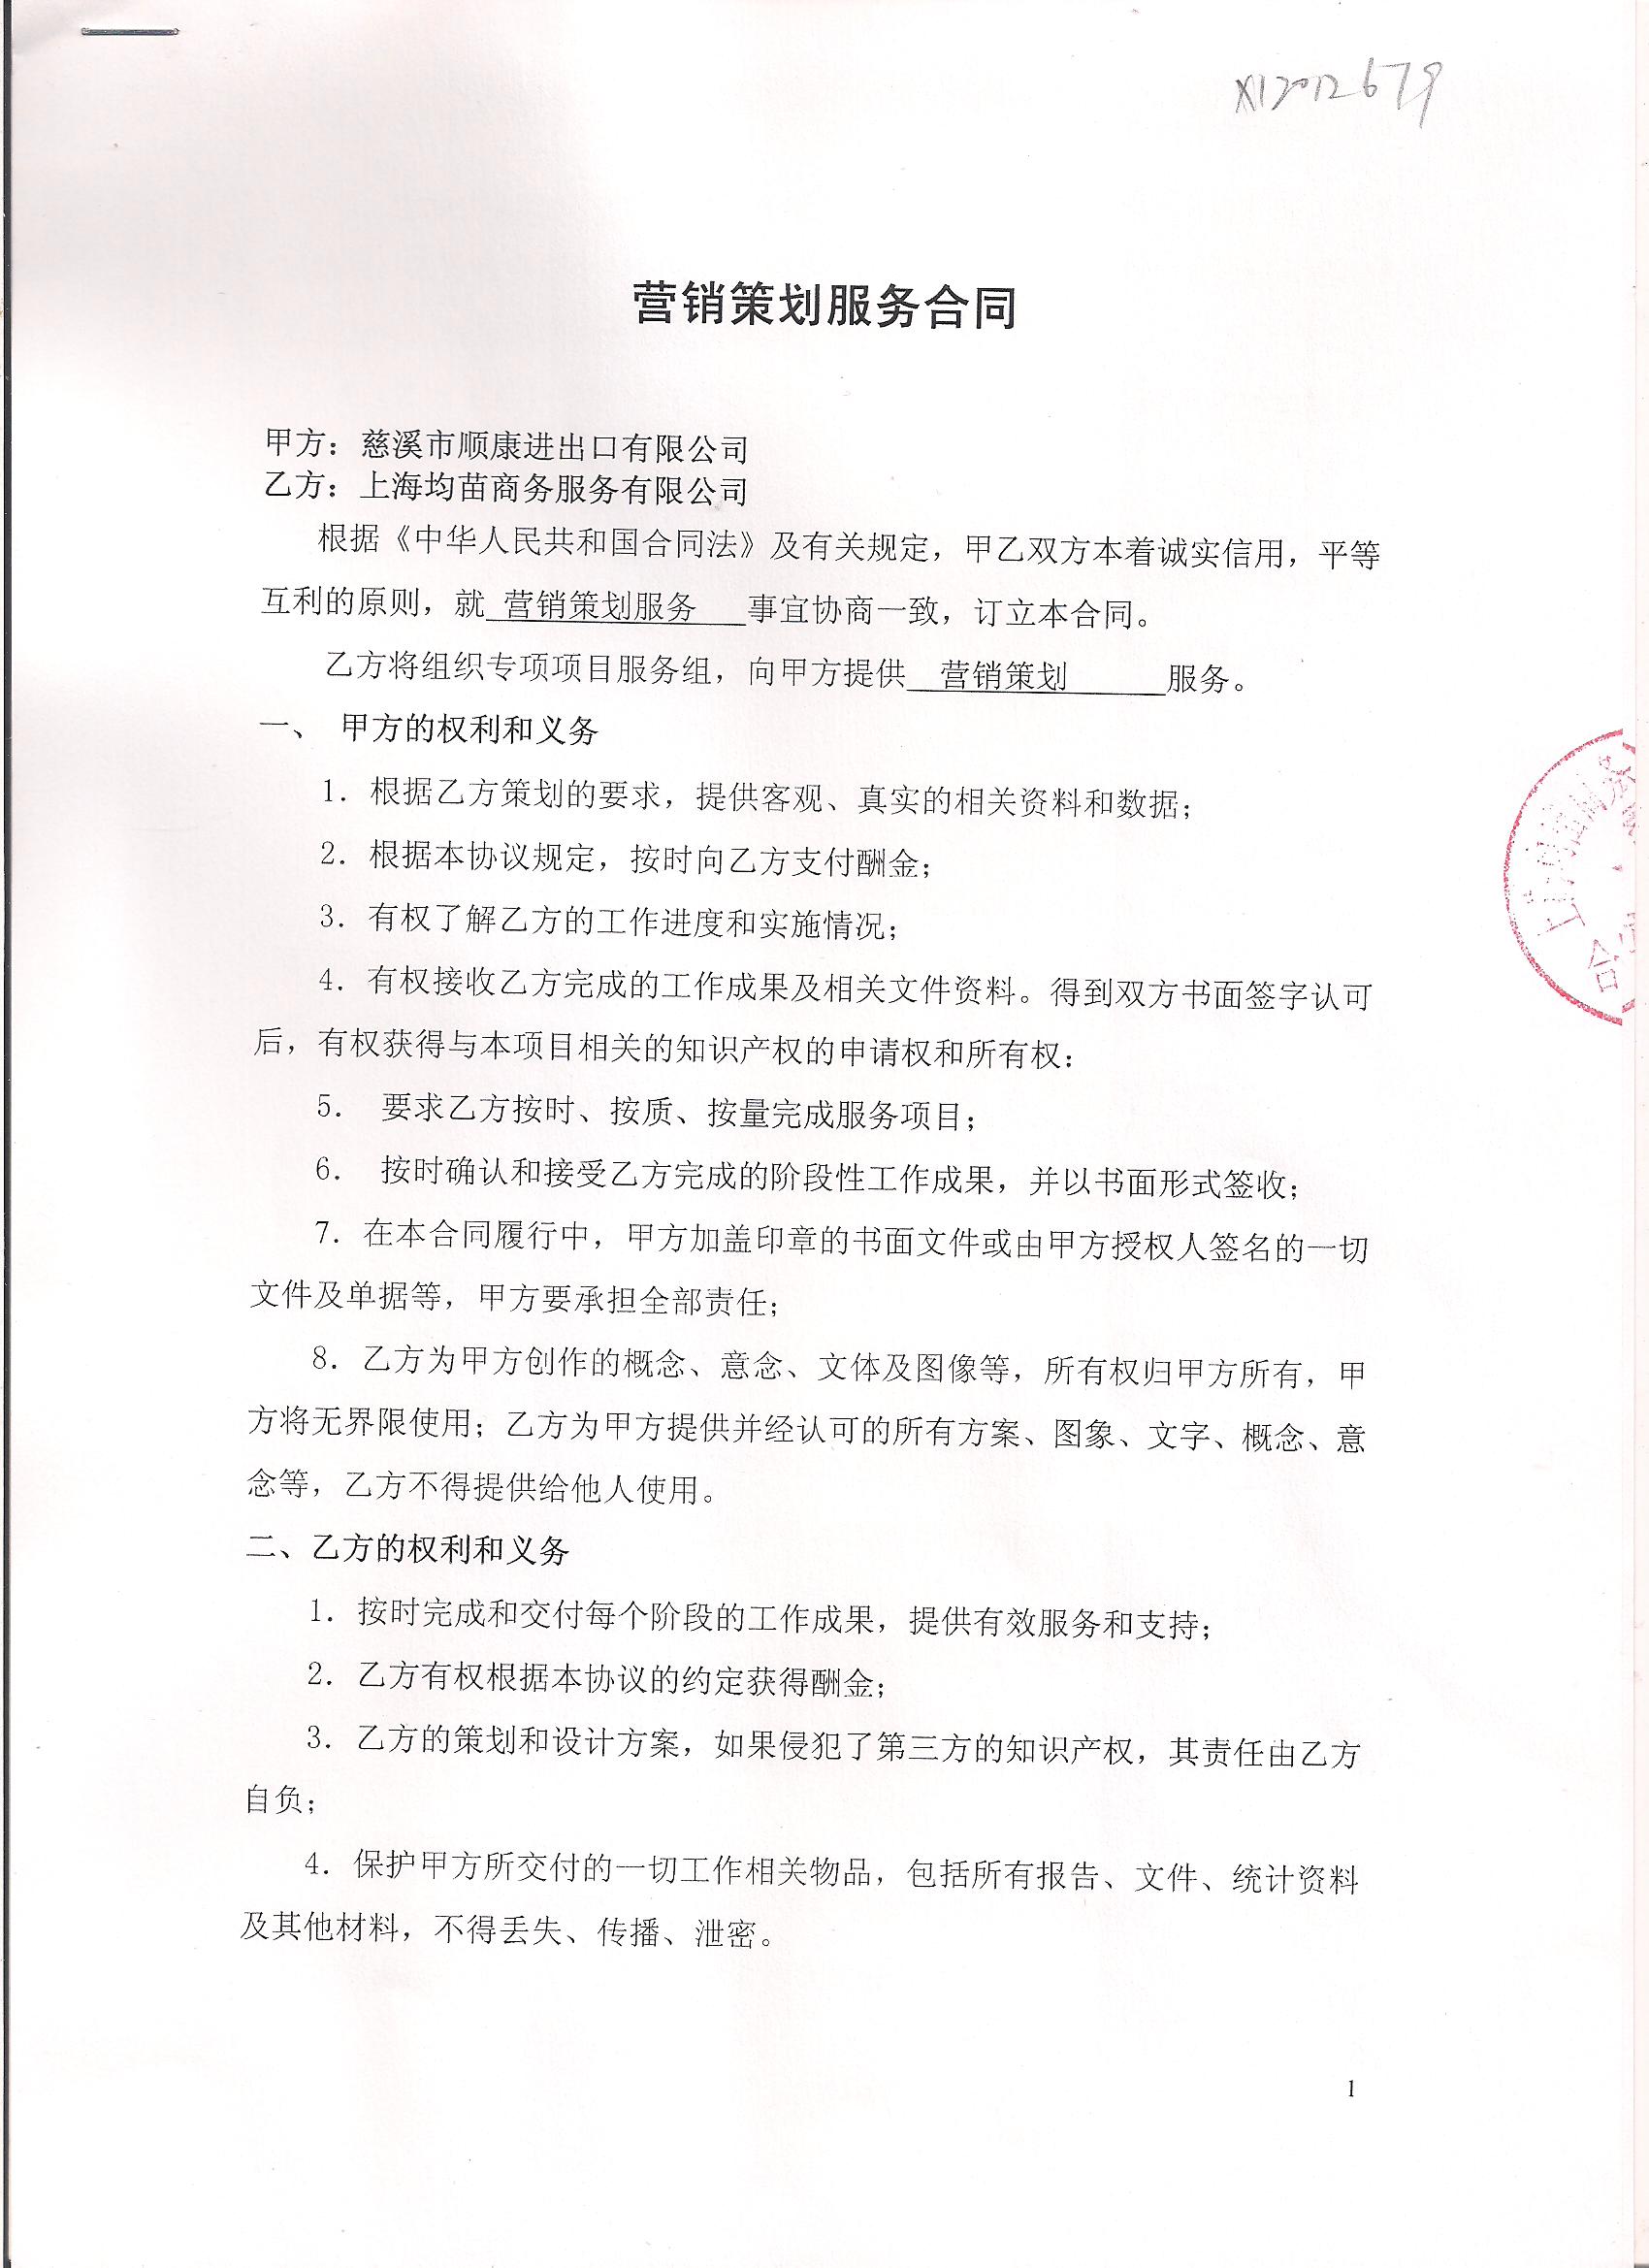 X12012679
营销策划服务合同
甲方：慈溪市顺康进出口有限公司
乙方：上海均苗商务服务有限公司
根据《中华人民共和国合同法》及有关规定，甲乙双方本着诚实信用，平等
互利的原则，就 营销策划服务 事宜协商一致，订立本合同。
乙方将组织专项项目服务组，向甲方提供 营销策划 服务。
一、 甲方的权利和义务
1．根据乙方策划的要求，提供客观、真实的相关资料和数据；
2．根据本协议规定，按时向乙方支付酬金；
3．有权了解乙方的工作进度和实施情况；
4．有权接收乙方完成的工作成果及相关文件资料。得到双方书面签字认可
后，有权获得与本项目相关的知识产权的申请权和所有权：
5． 要求乙方按时、按质、按量完成服务项目；
6． 按时确认和接受乙方完成的阶段性工作成果，并以书面形式签收；
7．在本合同履行中，甲方加盖印章的书面文件或由甲方授权人签名的一切
文件及单据等，甲方要承担全部责任；
8．乙方为甲方创作的概念、意念、文体及图像等，所有权归甲方所有，甲
方将无界限使用；乙方为甲方提供并经认可的所有方案、图象、文字、概念、意
念等，乙方不得提供给他人使用。
二、乙方的权利和义务
1．按时完成和交付每个阶段的工作成果，提供有效服务和支持；
2．乙方有权根据本协议的约定获得酬金；
3．乙方的策划和设计方案，如果侵犯了第三方的知识产权，其责任由乙方
自负；
4．保护甲方所交付的一切工作相关物品，包括所有报告、文件、统计资料
及其他材料，不得丢失、传播、泄密。
1